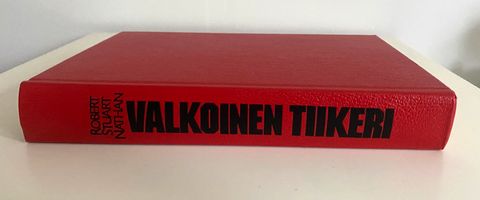 ROBERT
STUART
NATHAN
VALKOINEN TIIKERI